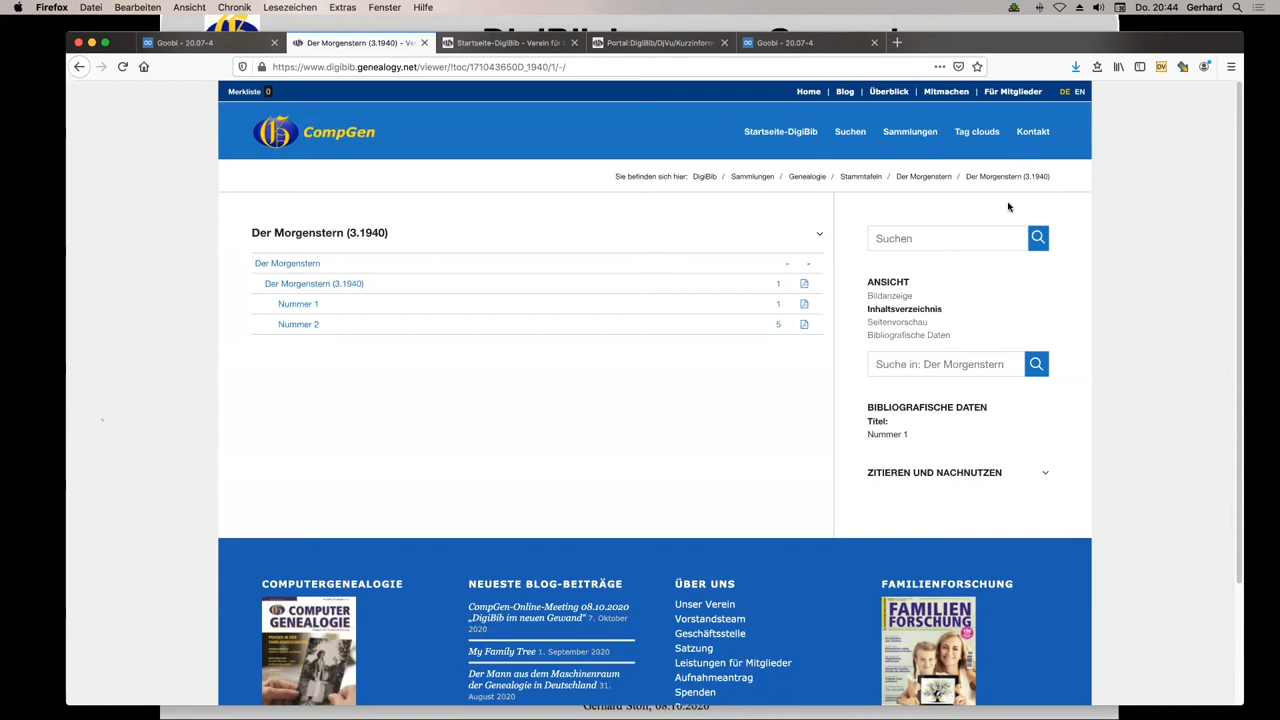 Firefox Datei Bearbeiten Ansicht Chronik Lesezeichen Extras Fenster Hilfe Do. 20:44 Gerhard
Goobi - 20.07-4 Der Morgenstern (3.1940) - Ve Startseite-DigiBib - Verein für Portal:DigiBib/DjVu/Kurzinform Goobi - 20.07-4
https://www.digibib.genealogy.net/viewer/!toc/171043650D_1940/1/-/
Merkliste 0 Home | Blog | Überblick | Mitmachen | Für Mitglieder DE EN
CompGen Startseite-DigiBib Suchen Sammlungen Tag clouds Kontakt
Sie befinden sich hier: DigiBib / Sammlungen / Genealogie / Stammtafeln / Der Morgenstern / Der Morgenstern (3.1940)
Der Morgenstern (3.1940)
Der Morgenstern - -
Der Morgenstern (3.1940) 1
Nummer 1 1
Nummer 2 5
Suchen
ANSICHT
Bildanzeige
Inhaltsverzeichnis
Seitenvorschau
Bibliografische Daten
Suche in: Der Morgenstern
BIBLIOGRAFISCHE DATEN
Titel:
Nummer 1
ZITIEREN UND NACHNUTZEN
COMPUTERGENEALOGIE
COMPUTER
GENEALOGIE
NEUESTE BLOG-BEITRÄGE
CompGen-Online-Meeting 08.10.2020
„DigiBib im neuen Gewand“ 7. Oktober
2020
My Family Tree 1. September 2020
Der Mann aus dem Maschinenraum
der Genealogie in Deutschland 31.
August 2020
ÜBER UNS
Unser Verein
Vorstandsteam
Geschäftsstelle
Satzung
Leistungen für Mitglieder
Aufnahmeantrag
Spenden
FAMILIENFORSCHUNG
FAMILIEN
FORSCHUNG
Gerhard Stoll, 08.10.2020